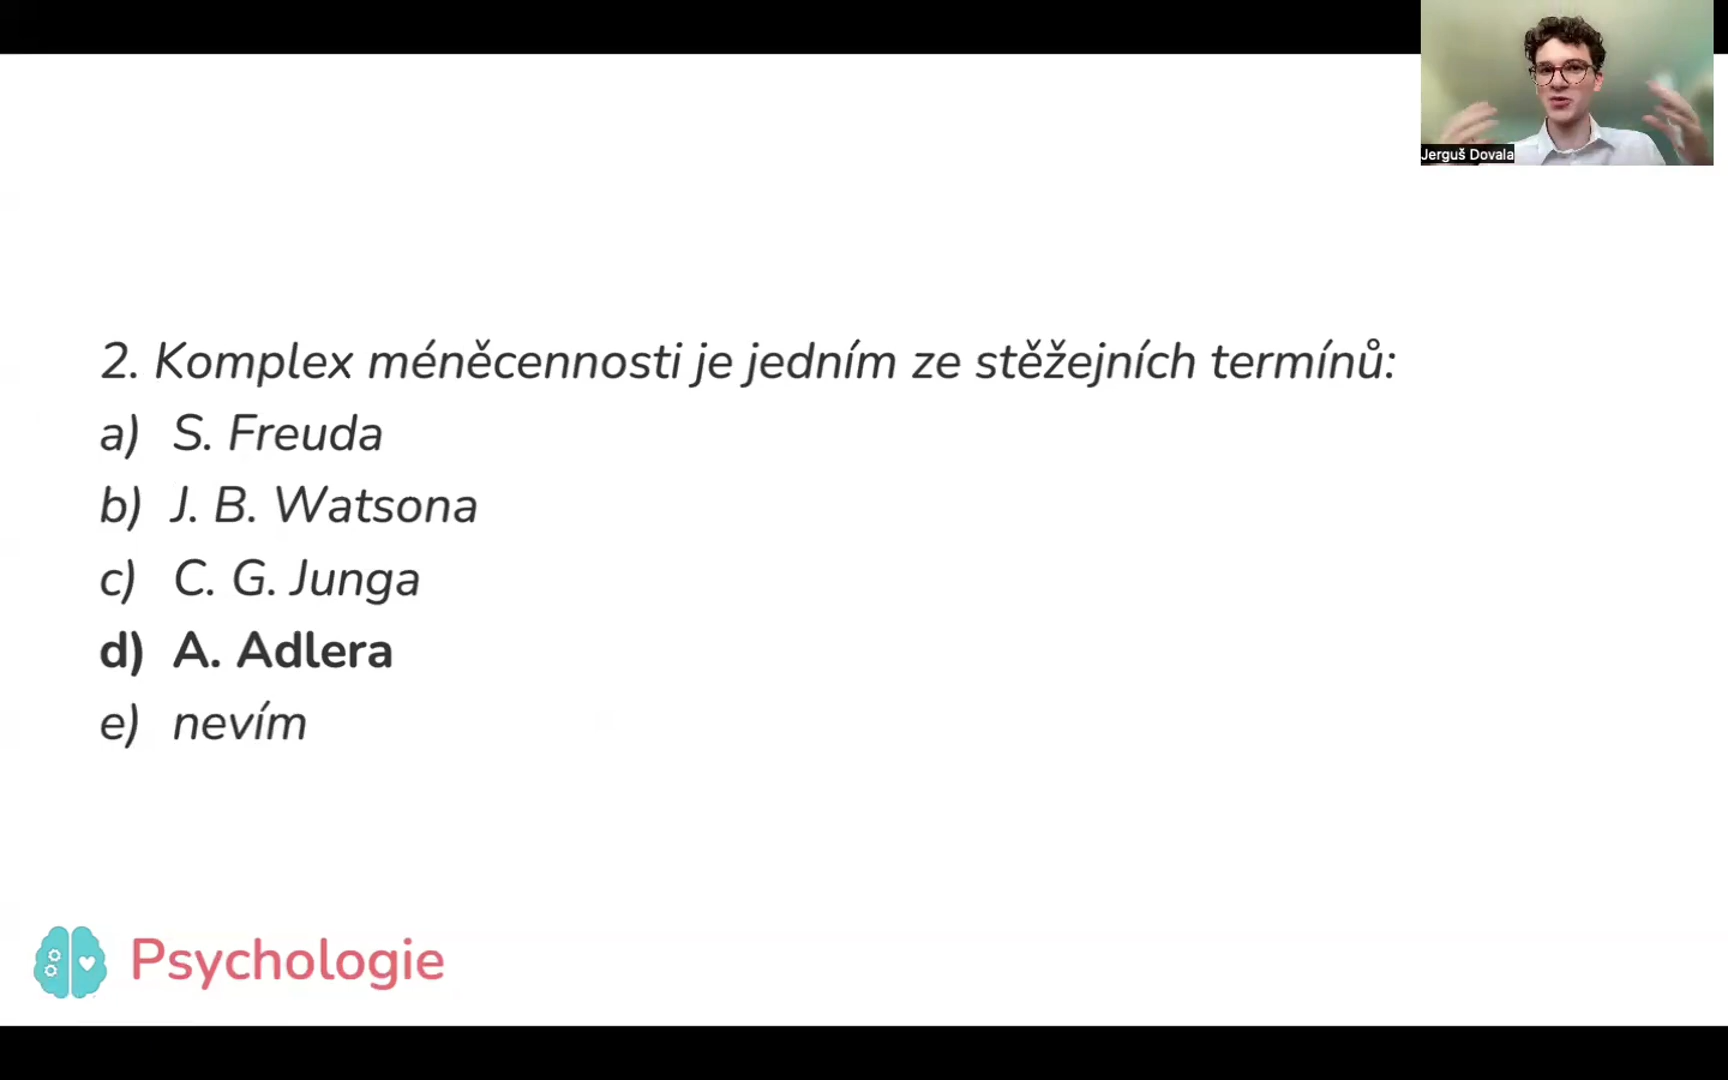 Jerguš Dovala
2. Komplex méněcennosti je jedním ze stěžejních termínů:
a) S. Freuda
b) J. B. Watsona
c) C. G. Junga
d) A. Adlera
e) nevím
Psychologie